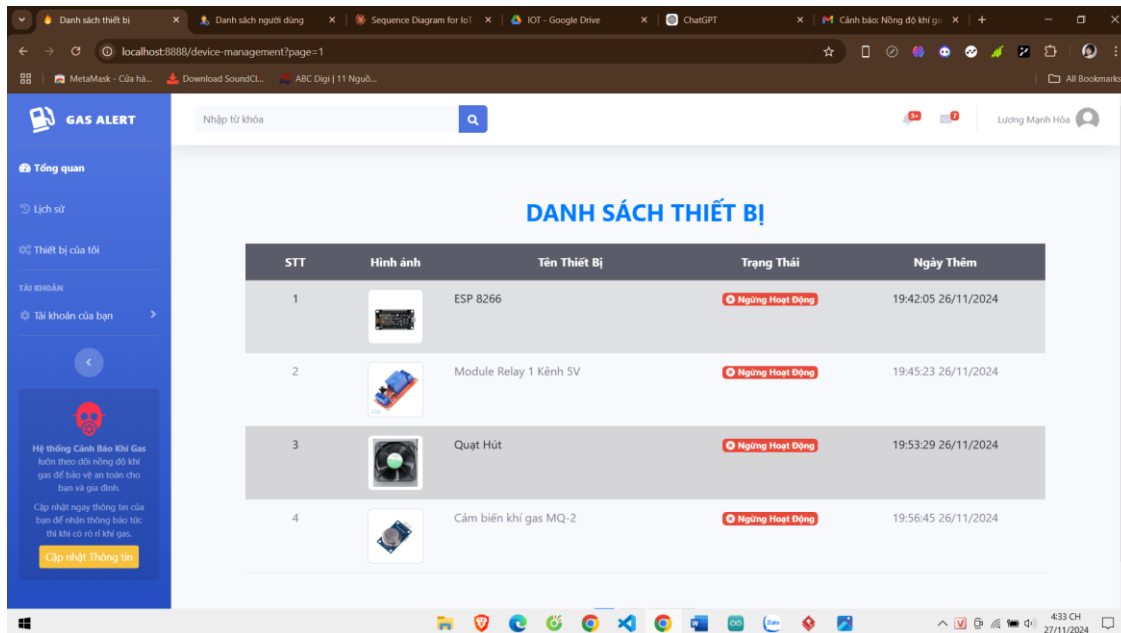 Danh sách thiết bị
Danh sách người dùng
Sequence Diagram for IoT
IOT - Google Drive
ChatGPT
Cảnh báo: Nồng độ khí ga
localhost:8888/device-management?page=1
MetaMask - Cửa hà...
Download SoundCl...
ABC Digi | 11 Nguồ...
All Bookmarks
GAS ALERT
Nhập từ khóa
3+
7
Lương Mạnh Hòa
Tổng quan
Lịch sử
Thiết bị của tôi
TÀI KHOẢN
Tài khoản của bạn
Hệ thống Cảnh Báo Khí Gas
luôn theo dõi nồng độ khí
gas để bảo vệ an toàn cho
bạn và gia đình.
Cập nhật ngay thông tin của
bạn để nhận thông báo tức
thì khi có rò rỉ khí gas.
Cập nhật Thông tin
DANH SÁCH THIẾT BỊ
STT Hình ảnh Tên Thiết Bị Trạng Thái Ngày Thêm
1 ESP 8266 Ngừng Hoạt Động 19:42:05 26/11/2024
2 Module Relay 1 Kênh 5V Ngừng Hoạt Động 19:45:23 26/11/2024
3 Quạt Hút Ngừng Hoạt Động 19:53:29 26/11/2024
4 Cảm biến khí gas MQ-2 Ngừng Hoạt Động 19:56:45 26/11/2024
Zalo
V
4:33 CH
27/11/2024